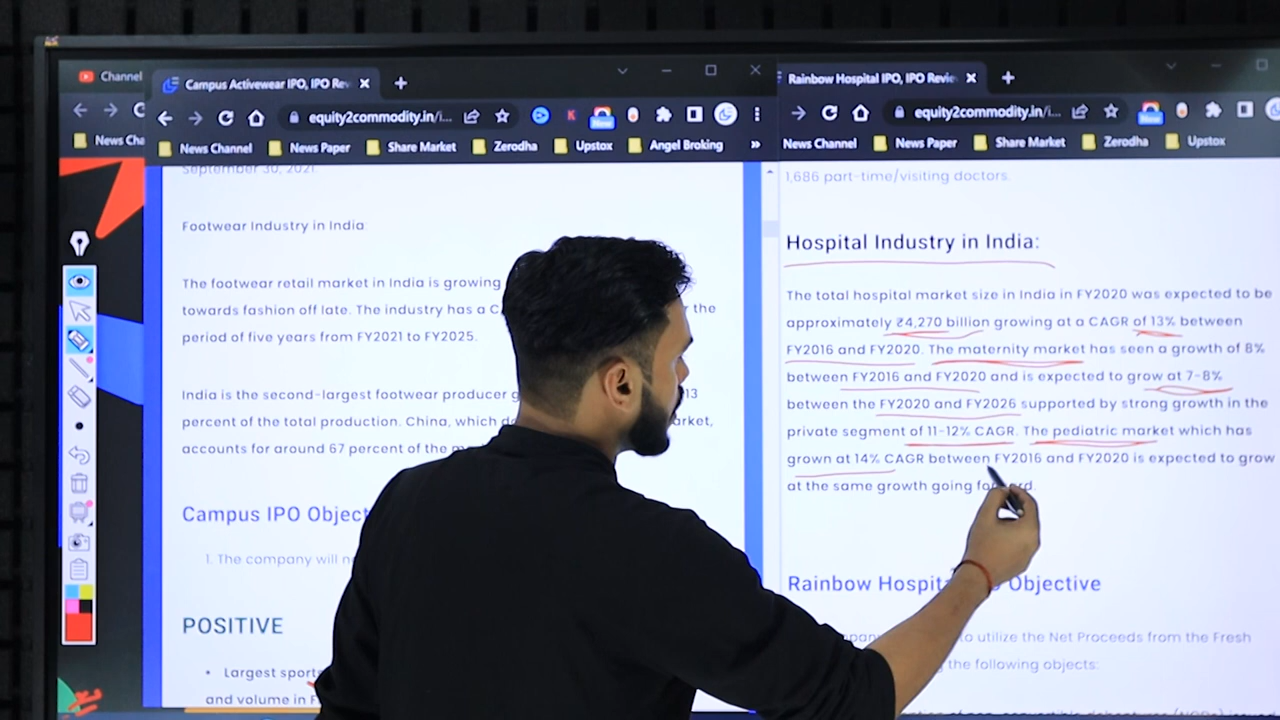 Channel
Campus Activewear IPO, IPO Rev
equity2commodity.in/i...
New
News Cha
News Channel
News Paper
Share Market
Zerodha
Upstox
Angel Broking
September 30, 2021.
Footwear Industry in India:
The footwear retail market in India is growing
towards fashion off late. The industry has a C the
period of five years from FY2021 to FY2025.
India is the second-largest footwear producer g 13
percent of the total production. China, which d arket,
accounts for around 67 percent of the m
Campus IPO Object
1. The company will n
POSITIVE
• Largest sports
and volume in F
Rainbow Hospital IPO, IPO Revie
equity2commodity.in/i...
New
News Channel
News Paper
Share Market
Zerodha
Upstox
1,686 part-time/visiting doctors.
Hospital Industry in India:
The total hospital market size in India in FY2020 was expected to be
approximately ₹4,270 billion growing at a CAGR of 13% between
FY2016 and FY2020. The maternity market has seen a growth of 8%
between FY2016 and FY2020 and is expected to grow at 7-8%
between the FY2020 and FY2026 supported by strong growth in the
private segment of 11-12% CAGR. The pediatric market which has
grown at 14% CAGR between FY2016 and FY2020 is expected to grow
at the same growth going forward.
Rainbow Hospita Objective
to utilize the Net Proceeds from the Fresh
the following objects: